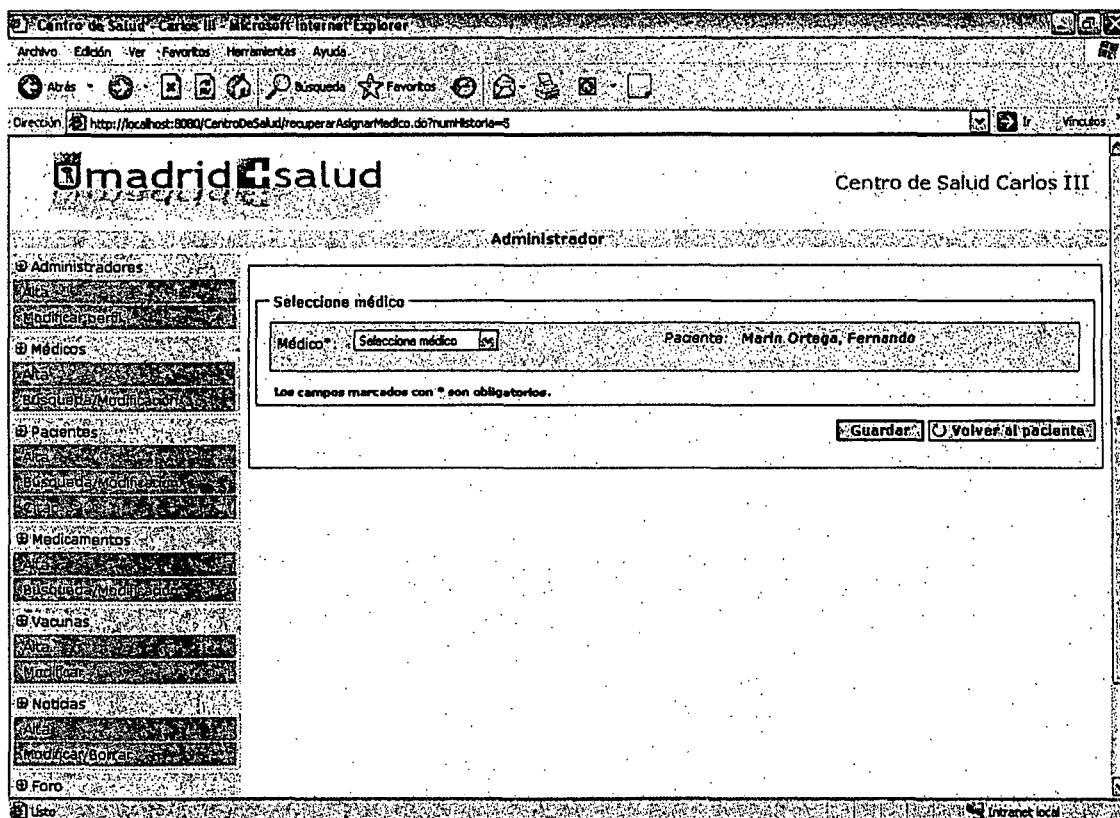 Centro de Salud - Carlos III - Microsoft Internet Explorer
Archivo Edición Ver Favoritos Herramientas Ayuda
Atrás Búsqueda Favoritos
Dirección http://localhost:8080/CentroDeSalud/recuperarAsignarMedico.do?numHistoria=5 Ir Vínculos
madrid salud
Centro de Salud Carlos III
Administrador
Administradores
Alta
Modificar perfil
Médicos
Alta
Búsqueda/Modificación
Pacientes
Alta
Búsqueda/Modificación
Citar
Medicamentos
Alta
Búsqueda/Modificación
Vacunas
Alta
Modificar
Noticias
Alta
Modificar/Borrar
Foro
Seleccione médico
Médico* Seleccione médico Paciente: Marín Ortega, Fernando
Los campos marcados con * son obligatorios.
Guardar Volver al paciente
Listo Intranet local